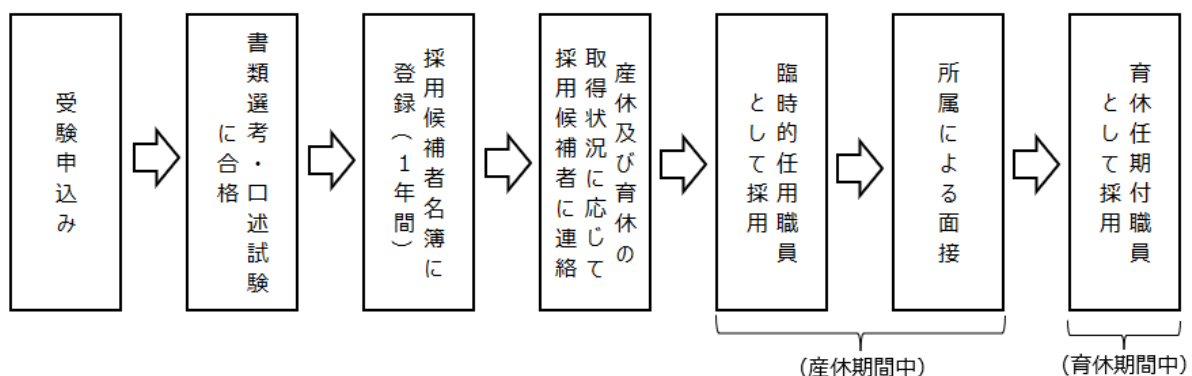 受験申込み
書類選考・口述試験
に合格
採用候補者名簿に
登録（１年間）
産休及び育休の
取得状況に応じて
採用候補者に連絡
臨時的任用職員
として採用
所属による面接
育休任期付職員
として採用
(産休期間中)
(育休期間中)